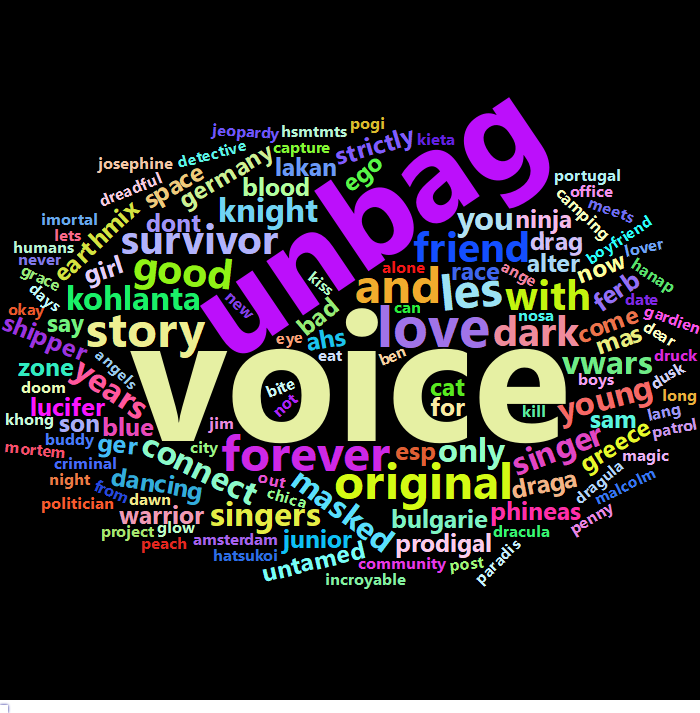 jeopardy
hsmtmts
pogi
capture
strictly
kieta
josephine
detective
lakan
ego
unbag
portugal
dreadful
space
germany
blood
office
camping
meets
imortal
earthmix
dont
knight
you
ninja
boyfriend
lets
humans
survivor
friend
drag
lover
never
girl
good
alone
race
ange
alter
now
hanap
grace
days
kohlanta
new
kiss
and
les
with
ferb
date
okay
say
story
bad
can
love
nosa
dark
come
gardien
shipper
angels
eye
ahs
mas
dear
zone
years
voice
eat
ben
vwars
druck
doom
bite
cat
boys
dusk
lucifer
not
for
kill
young
long
khong
son
blue
jim
sam
lang
patrol
mortem
buddy
ger
connect
city
forever
esp
only
singer
greece
magic
criminal
night
from
dancing
out
masked
original
draga
dragula
malcolm
politician
dawn
chica
warrior
singers
bulgarie
phineas
penny
project
glow
peach
amsterdam
junior
prodigal
dracula
hatsukoi
untamed
community
post
paradis
incroyable